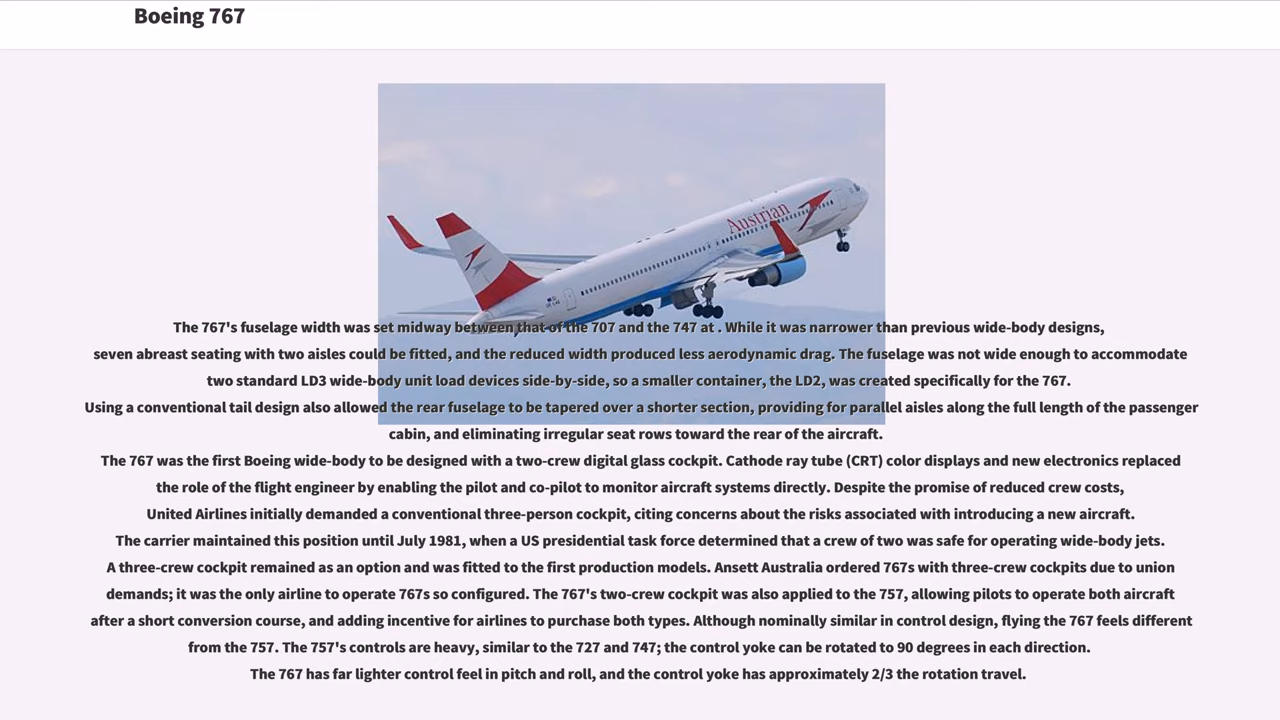 Boeing 767
Austrian
The 767's fuselage width was set midway between that of the 707 and the 747 at . While it was narrower than previous wide-body designs,
seven abreast seating with two aisles could be fitted, and the reduced width produced less aerodynamic drag. The fuselage was not wide enough to accommodate
two standard LD3 wide-body unit load devices side-by-side, so a smaller container, the LD2, was created specifically for the 767.
Using a conventional tail design also allowed the rear fuselage to be tapered over a shorter section, providing for parallel aisles along the full length of the passenger
cabin, and eliminating irregular seat rows toward the rear of the aircraft.
The 767 was the first Boeing wide-body to be designed with a two-crew digital glass cockpit. Cathode ray tube (CRT) color displays and new electronics replaced
the role of the flight engineer by enabling the pilot and co-pilot to monitor aircraft systems directly. Despite the promise of reduced crew costs,
United Airlines initially demanded a conventional three-person cockpit, citing concerns about the risks associated with introducing a new aircraft.
The carrier maintained this position until July 1981, when a US presidential task force determined that a crew of two was safe for operating wide-body jets.
A three-crew cockpit remained as an option and was fitted to the first production models. Ansett Australia ordered 767s with three-crew cockpits due to union
demands; it was the only airline to operate 767s so configured. The 767's two-crew cockpit was also applied to the 757, allowing pilots to operate both aircraft
after a short conversion course, and adding incentive for airlines to purchase both types. Although nominally similar in control design, flying the 767 feels different
from the 757. The 757's controls are heavy, similar to the 727 and 747; the control yoke can be rotated to 90 degrees in each direction.
The 767 has far lighter control feel in pitch and roll, and the control yoke has approximately 2/3 the rotation travel.